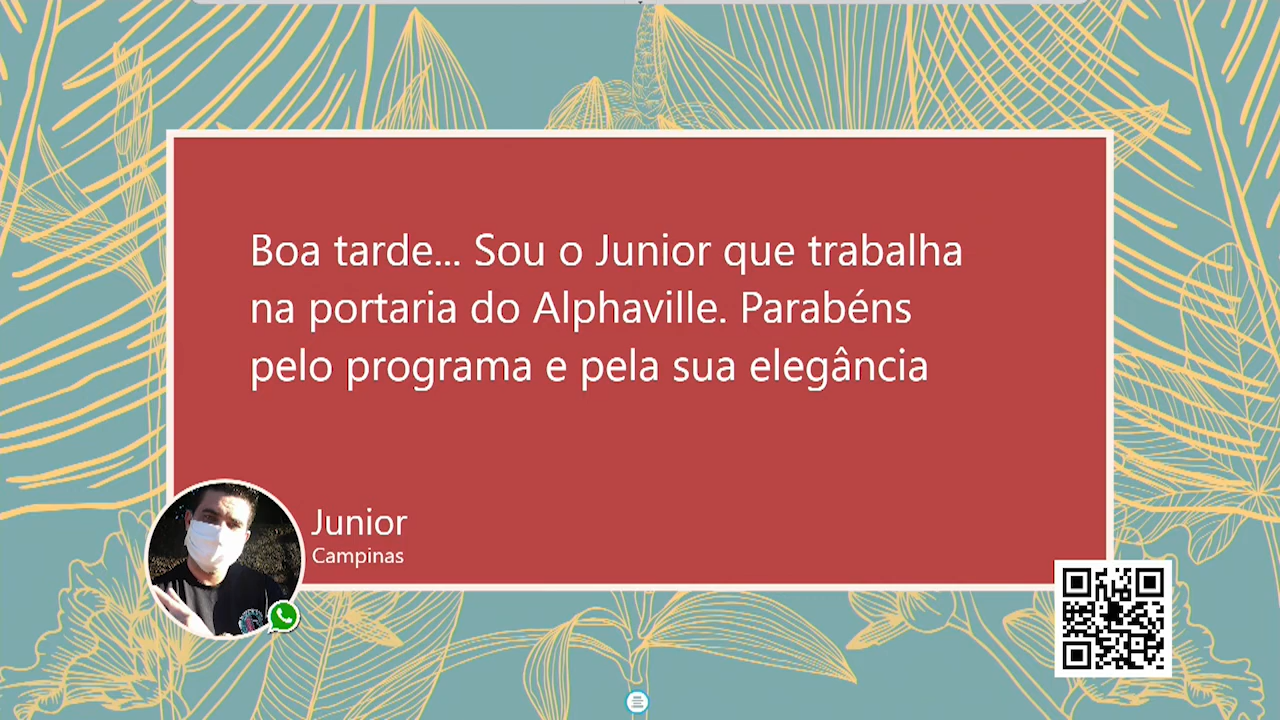 Boa tarde... Sou o Junior que trabalha
na portaria do Alphaville. Parabéns
pelo programa e pela sua elegância
Junior
Campinas